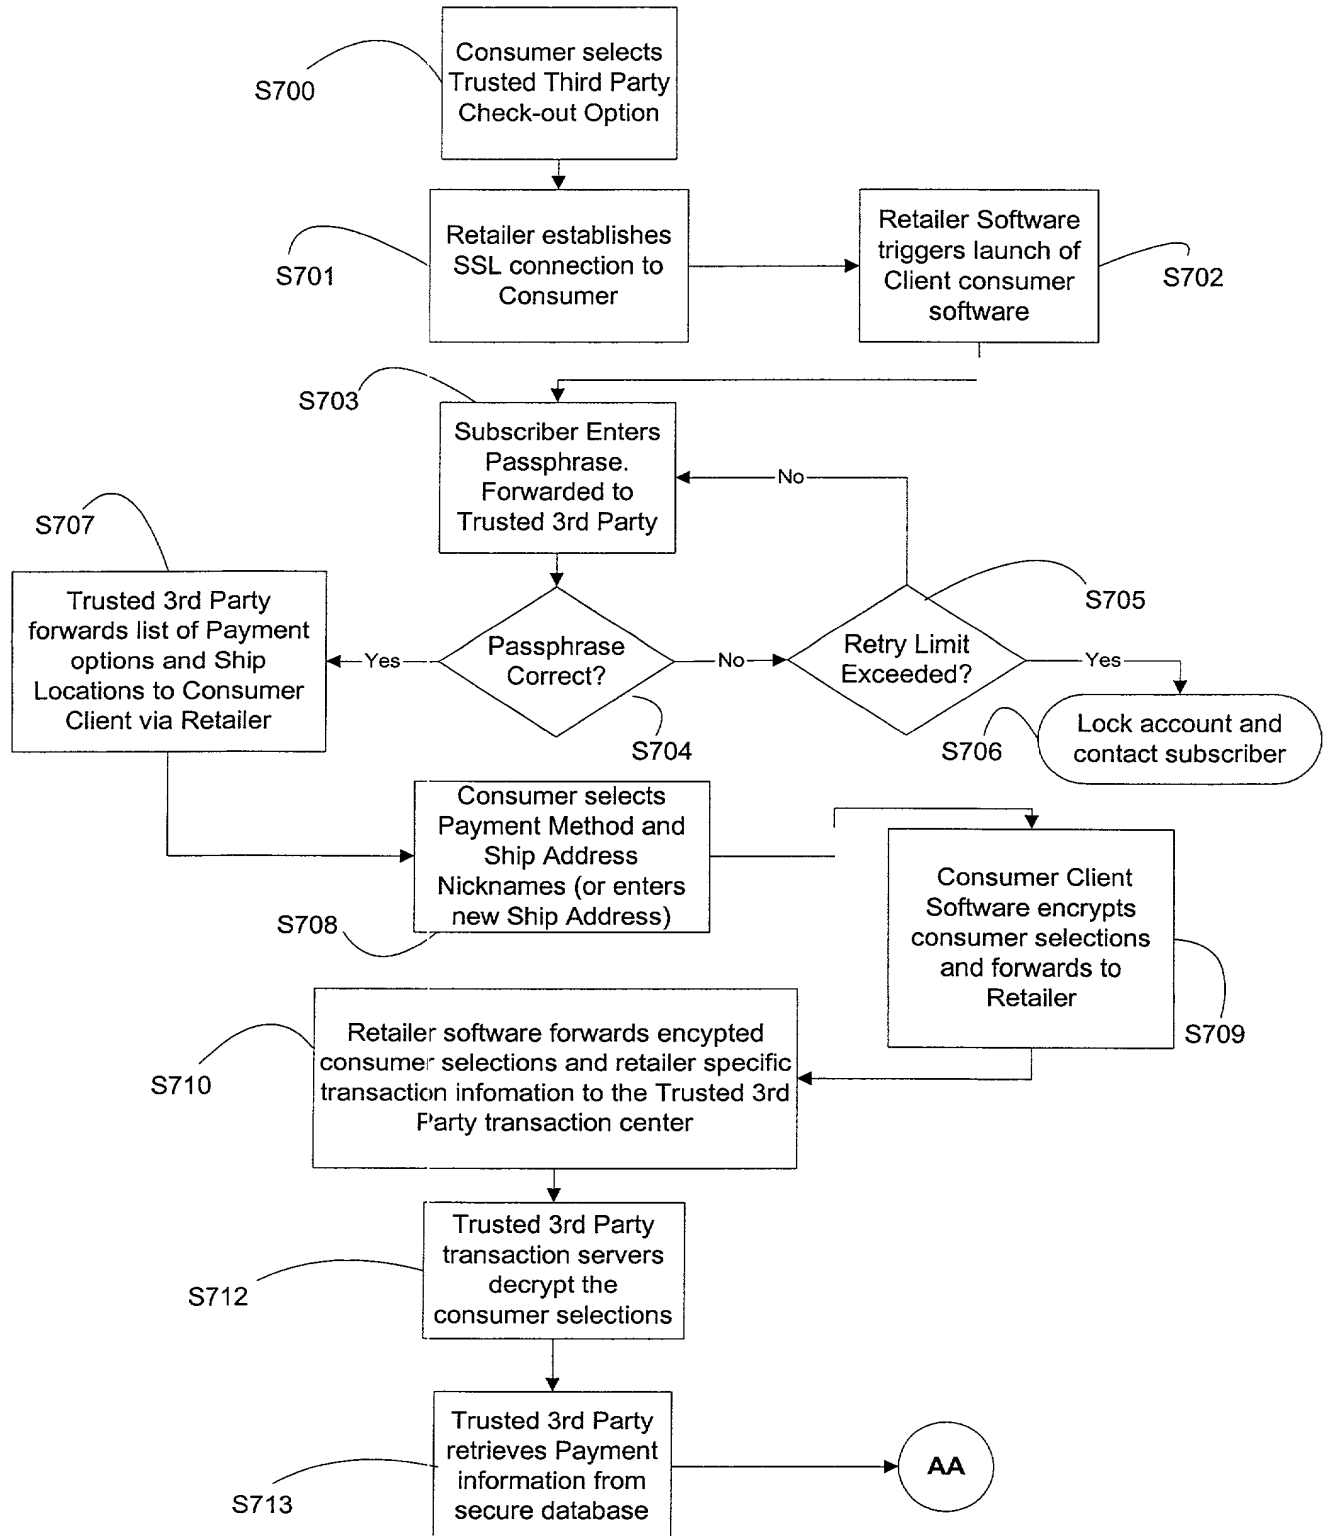 Consumer selects
Trusted Third Party
Check-out Option
S700
Retailer establishes
SSL connection to
Consumer
S701
Retailer Software
triggers launch of
Client consumer
software
S702
S703
Subscriber Enters
Passphrase.
Forwarded to
Trusted 3rd Party
No
S707
Trusted 3rd Party
forwards list of Payment
options and Ship
Locations to Consumer
Client via Retailer
Yes
Passphrase
Correct?
S704
No
Retry Limit
Exceeded?
S705
Yes
S706
Lock account and
contact subscriber
Consumer selects
Payment Method and
Ship Address
Nicknames (or enters
new Ship Address)
S708
Consumer Client
Software encrypts
consumer selections
and forwards to
Retailer
S709
Retailer software forwards encypted
consumer selections and retailer specific
transaction infomation to the Trusted 3rd
Party transaction center
S710
Trusted 3rd Party
transaction servers
decrypt the
consumer selections
S712
Trusted 3rd Party
retrieves Payment
information from
secure database
S713
AA